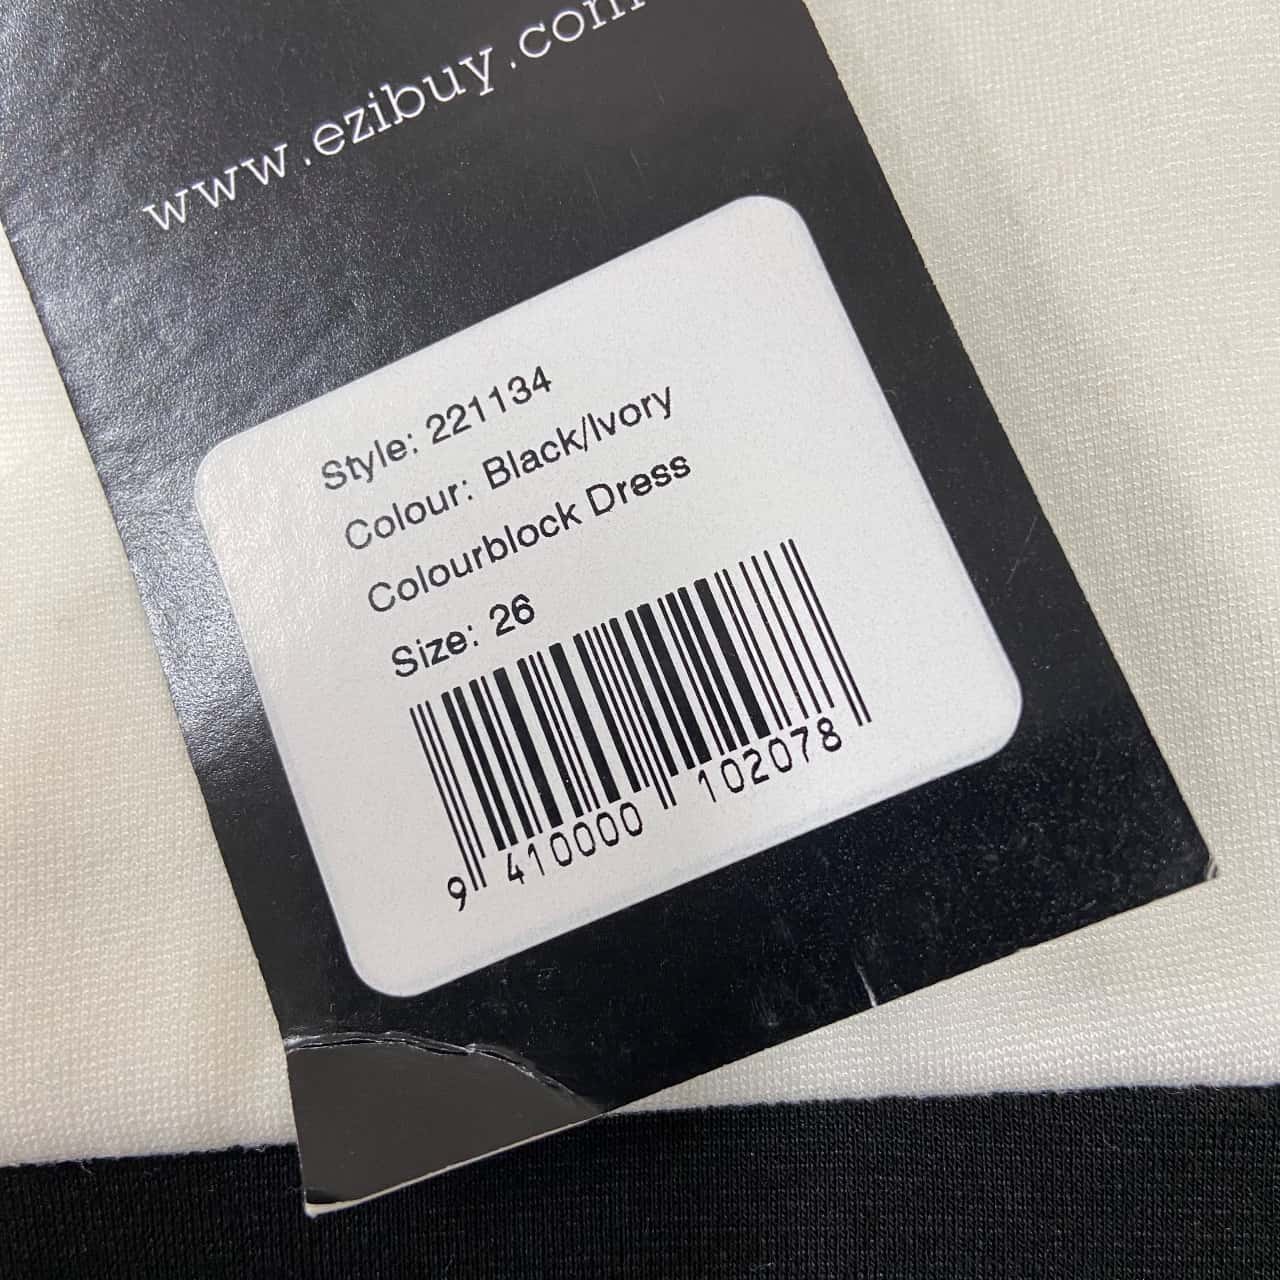 www.ezibuy.com
Style: 221134
Colour: Black/Ivory
Colourblock Dress
Size: 26
9 410000 102078